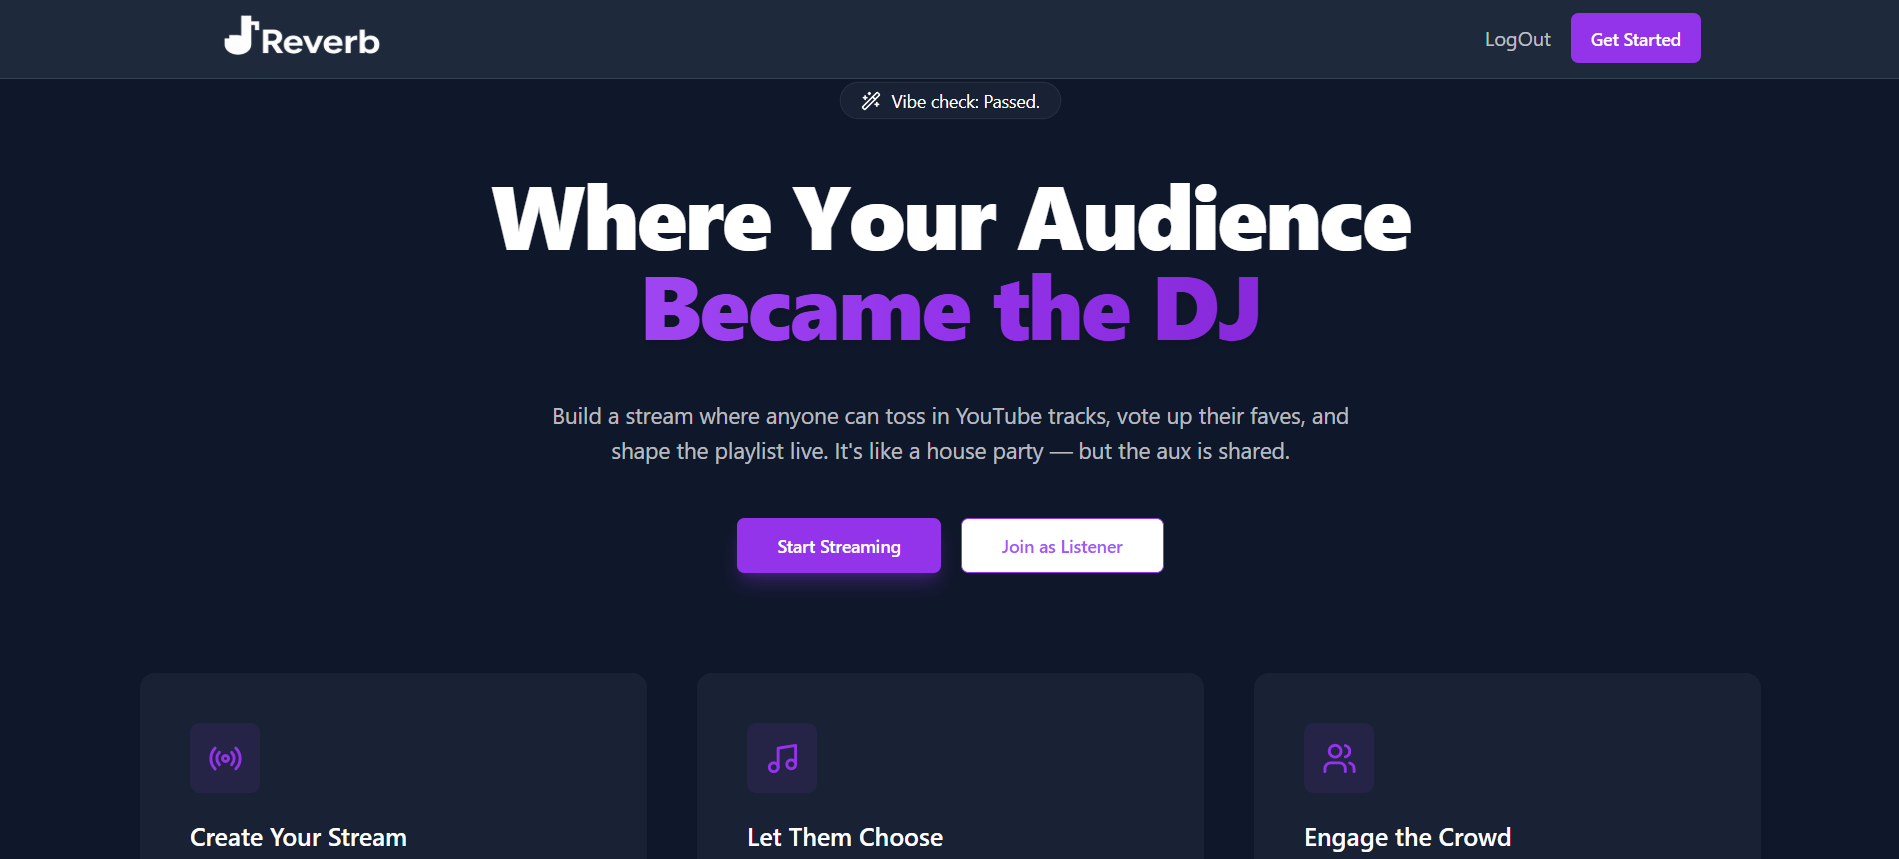 Reverb
LogOut
Get Started
Vibe check: Passed.
Where Your Audience
Became the DJ
Build a stream where anyone can toss in YouTube tracks, vote up their faves, and
shape the playlist live. It's like a house party — but the aux is shared.
Start Streaming
Join as Listener
Create Your Stream
Let Them Choose
Engage the Crowd